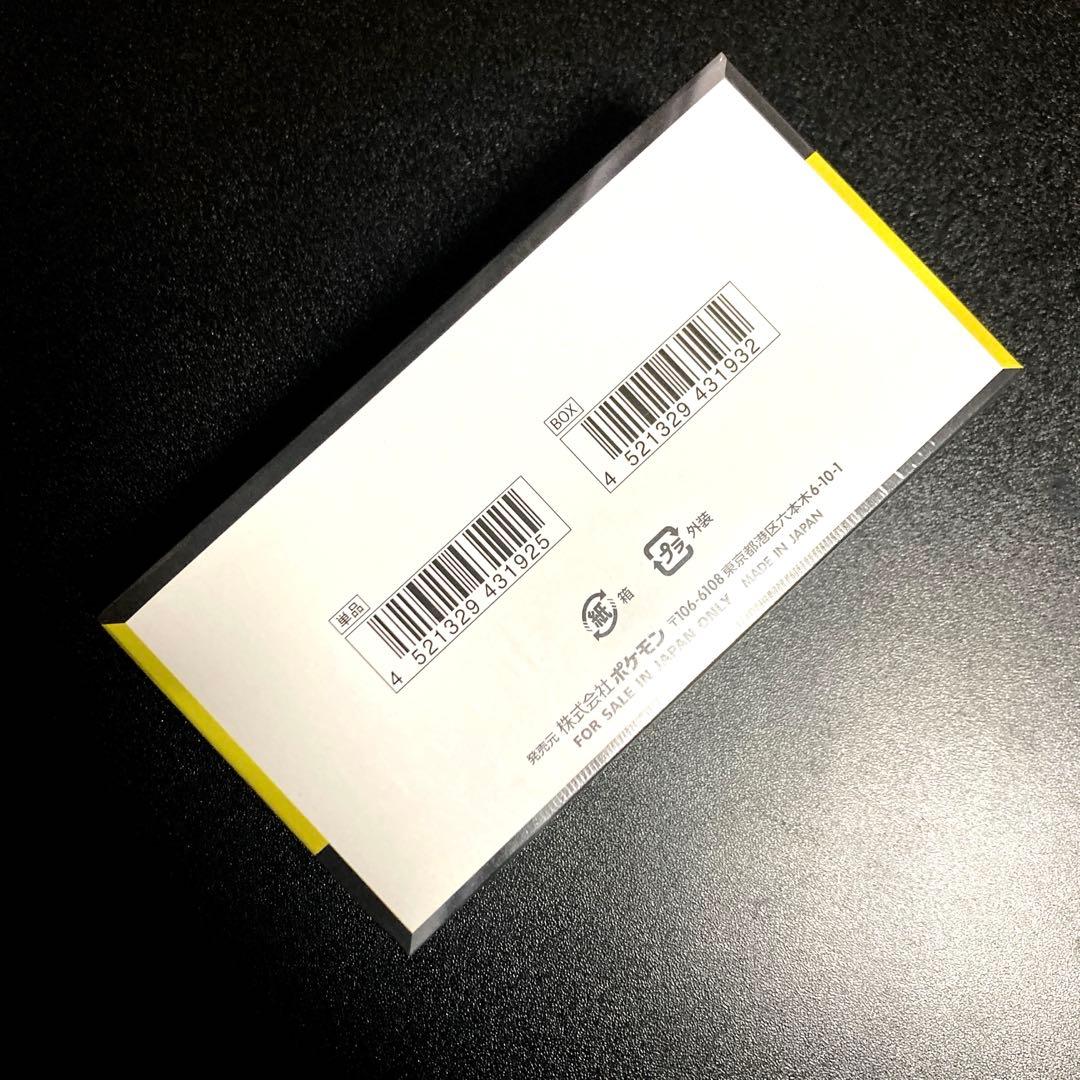 単品
4 521329 431925
BOX
4 521329 431932
紙 箱
プラ 外装
発売元 株式会社ポケモン 〒106-6108 東京都港区六本木6-10-1
FOR SALE IN JAPAN ONLY MADE IN JAPAN